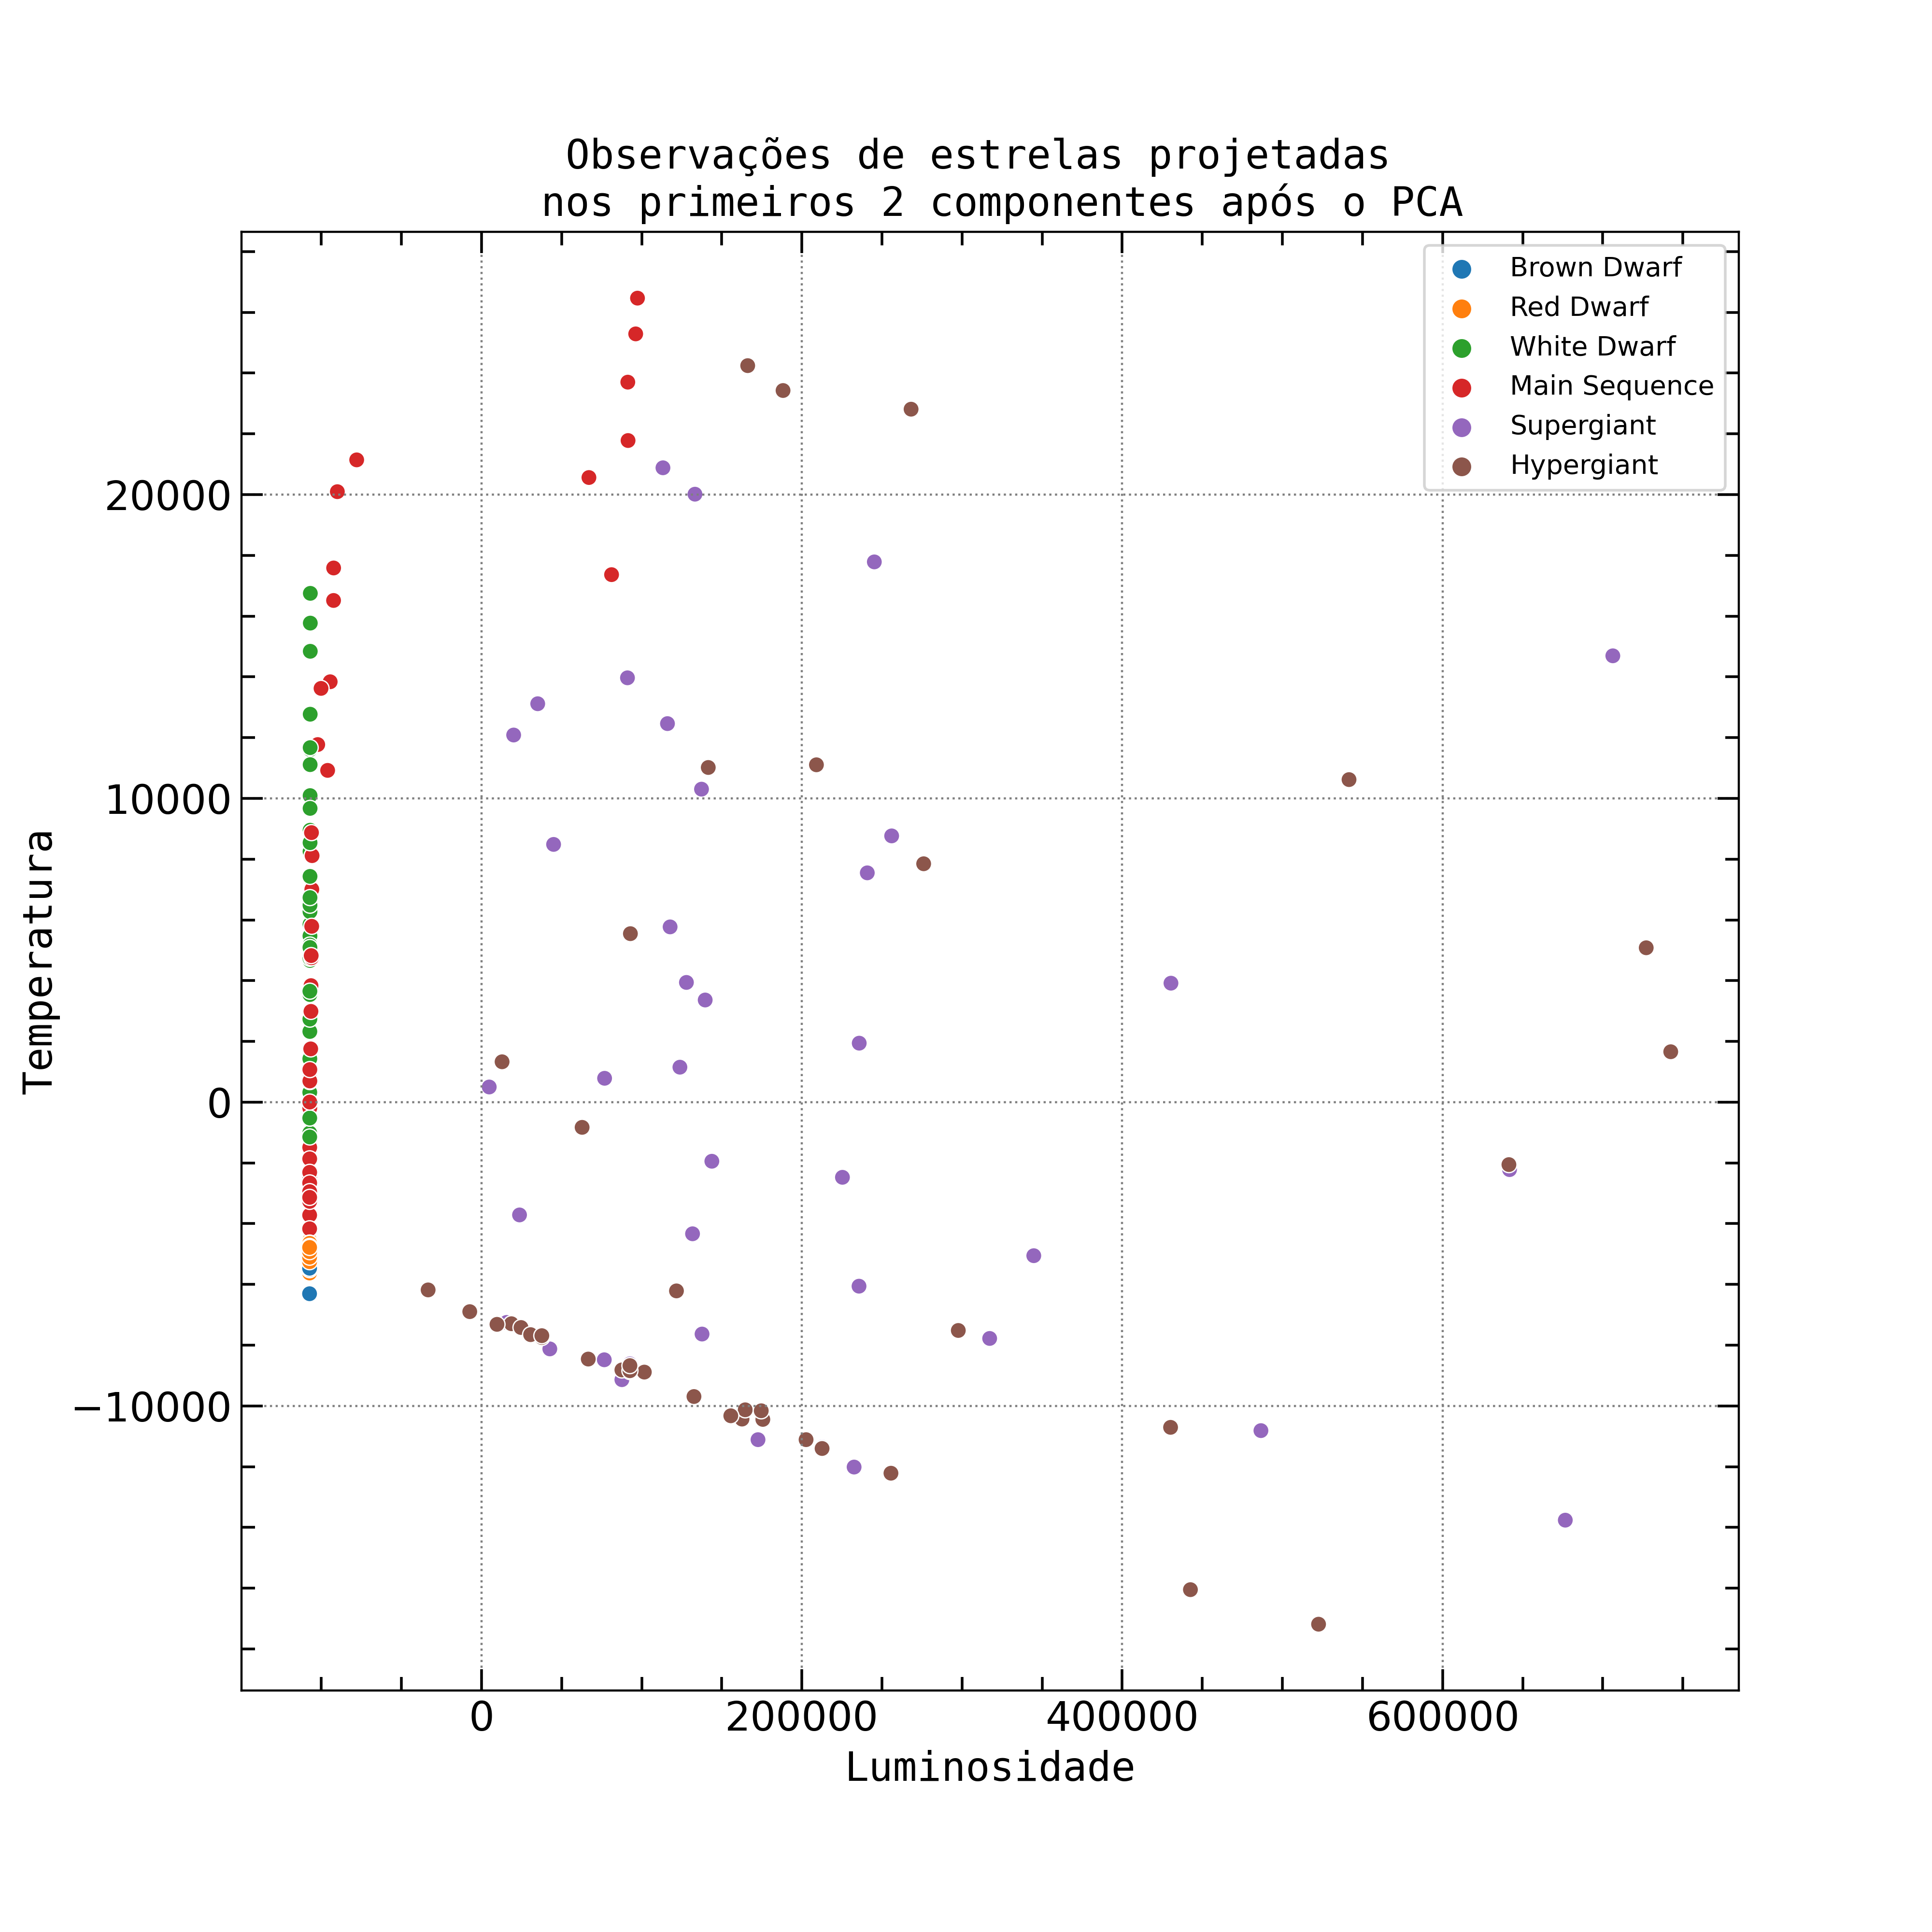 Observações de estrelas projetadas
nos primeiros 2 componentes após o PCA
Brown Dwarf
Red Dwarf
White Dwarf
Main Sequence
Supergiant
Hypergiant
20000
10000
0
−10000
Temperatura
0 200000 400000 600000
Luminosidade